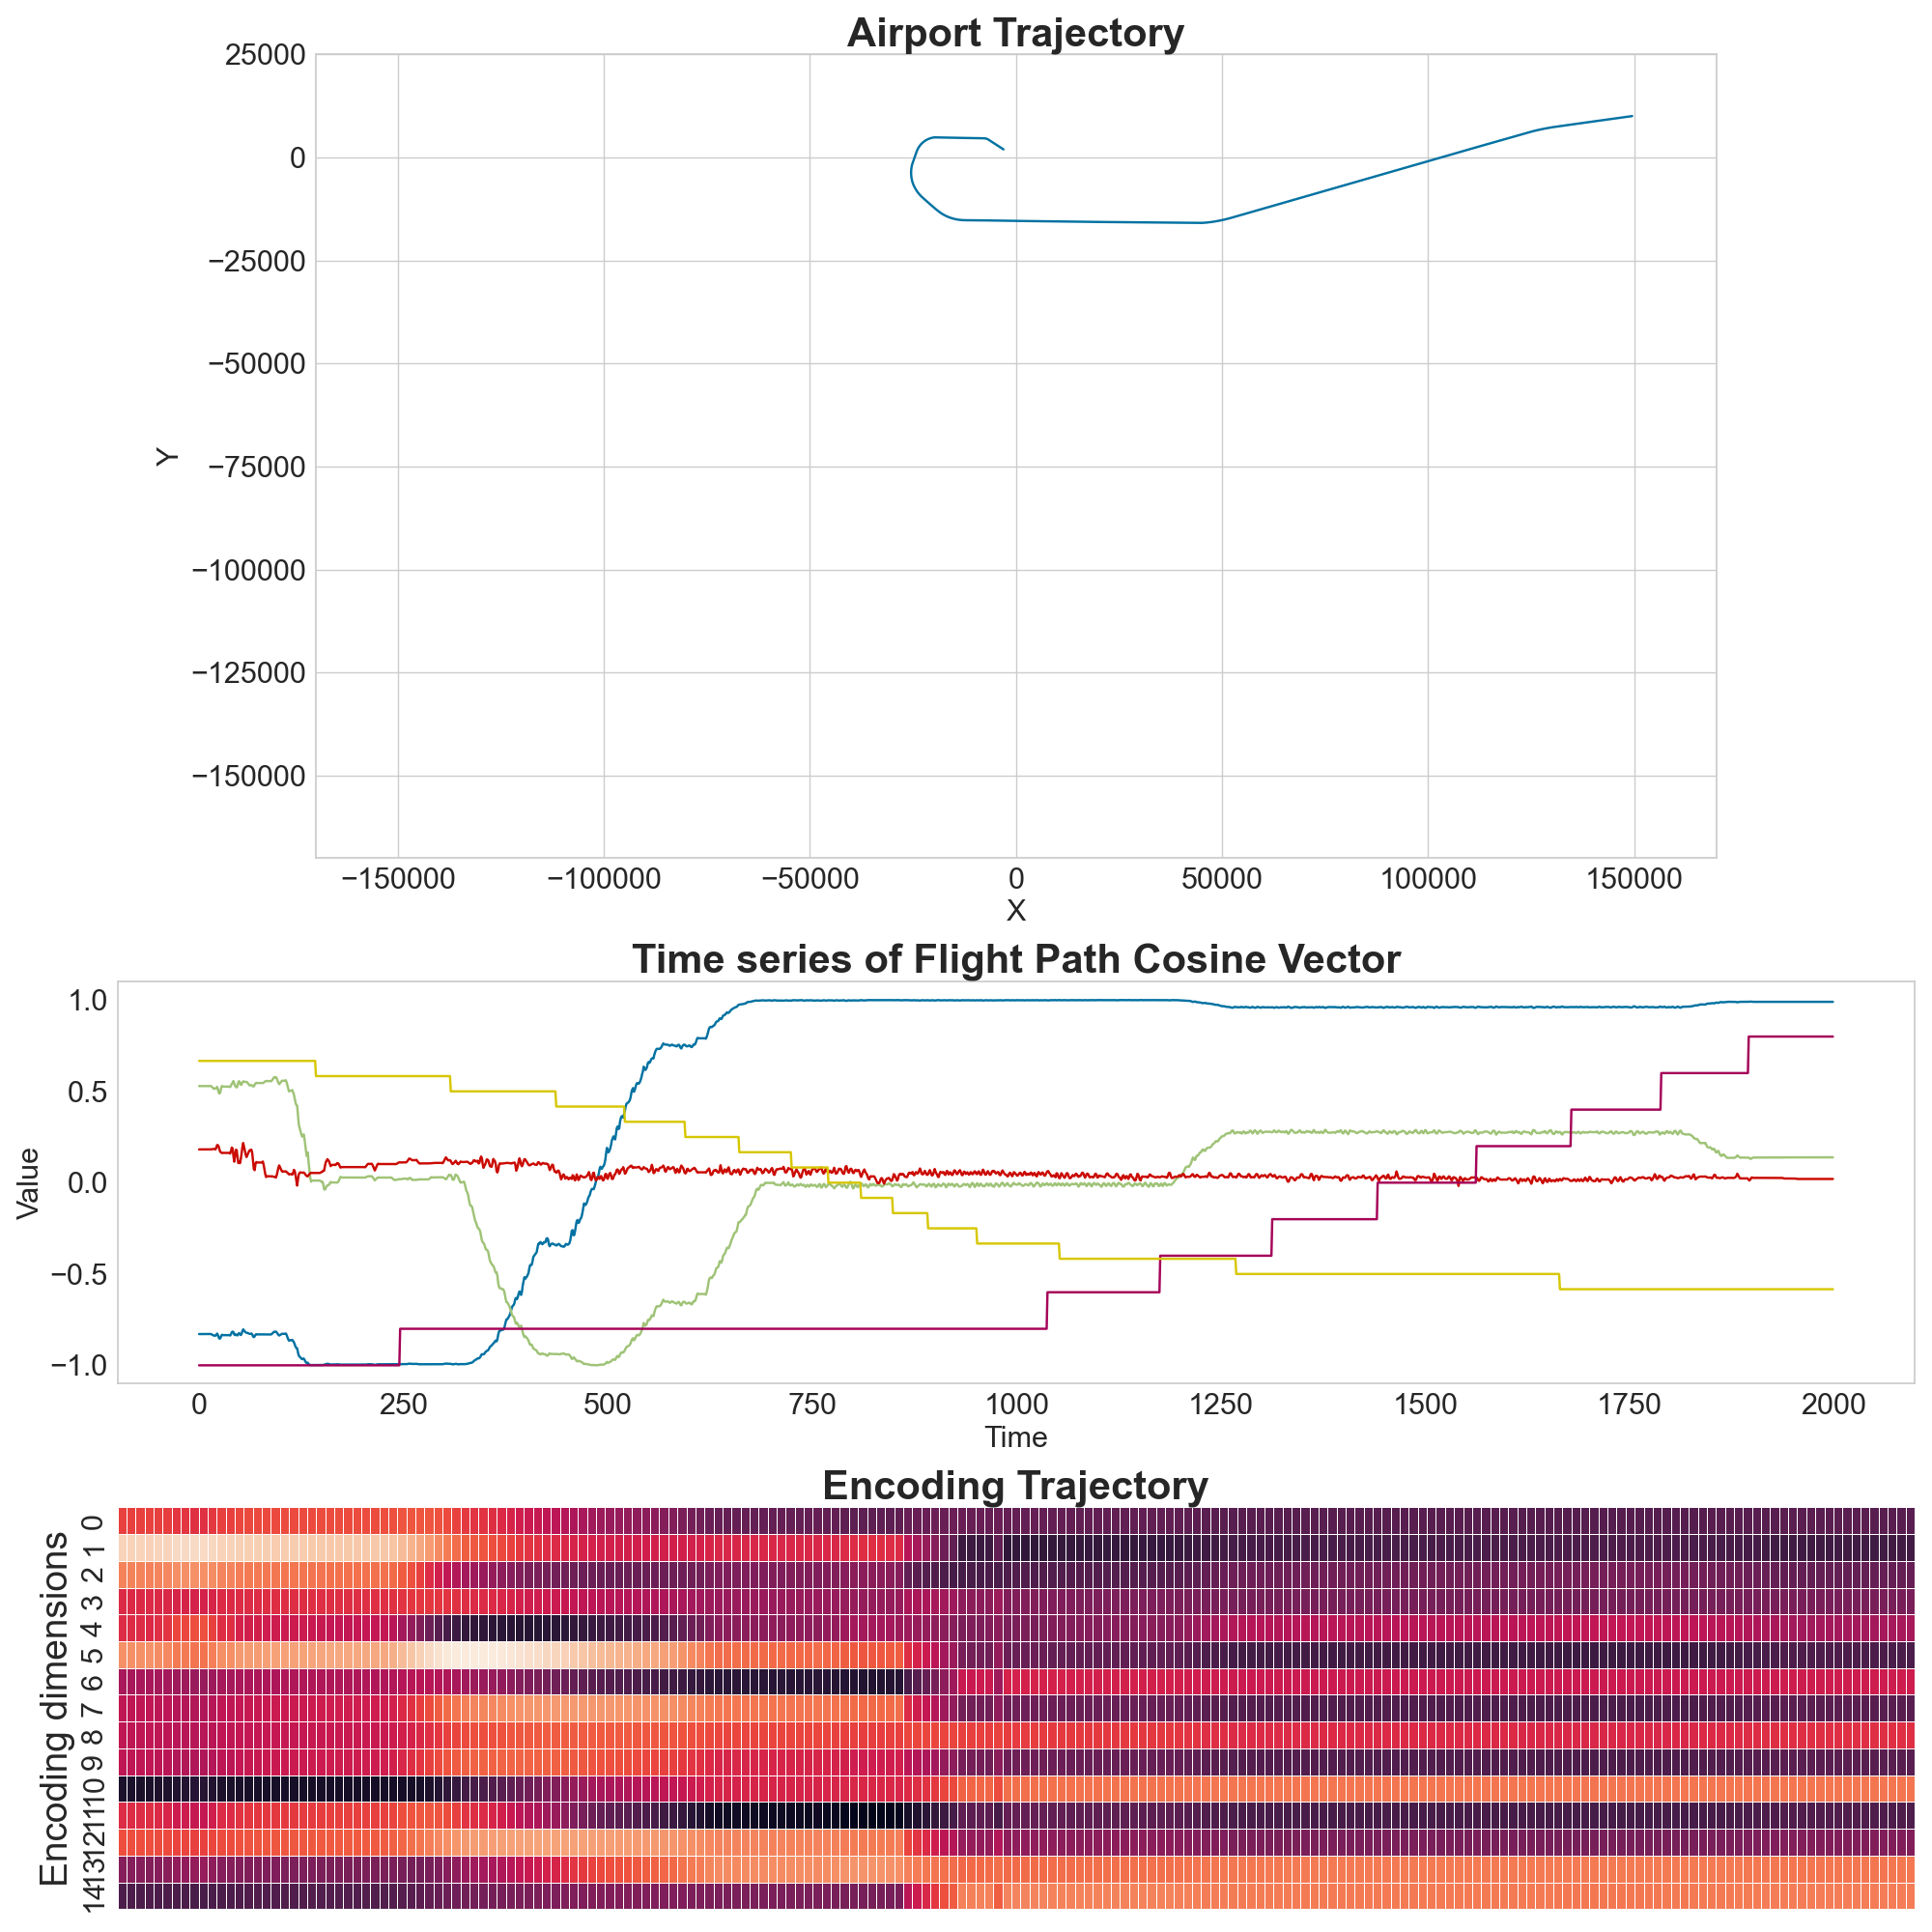 Airport Trajectory
25000
0
−25000
−50000
−75000
−100000
−125000
−150000
Y
−150000 −100000 −50000 0 50000 100000 150000
X
Time series of Flight Path Cosine Vector
1.0
0.5
0.0
−0.5
−1.0
Value
0 250 500 750 1000 1250 1500 1750 2000
Time
Encoding Trajectory
Encoding dimensions
0
1
2
3
4
5
6
7
8
9
10
11
12
13
14